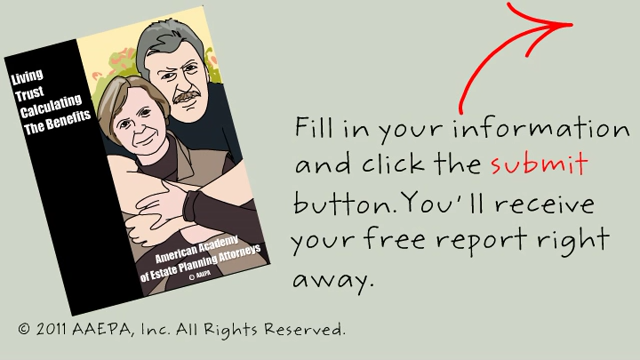 Living
Trust
Calculating
The Benefits
American Academy
of Estate Planning Attorneys
© AAEPA
Fill in your information
and click the submit
button. You'll receive
your free report right
away.
© 2011 AAEPA, Inc. All Rights Reserved.